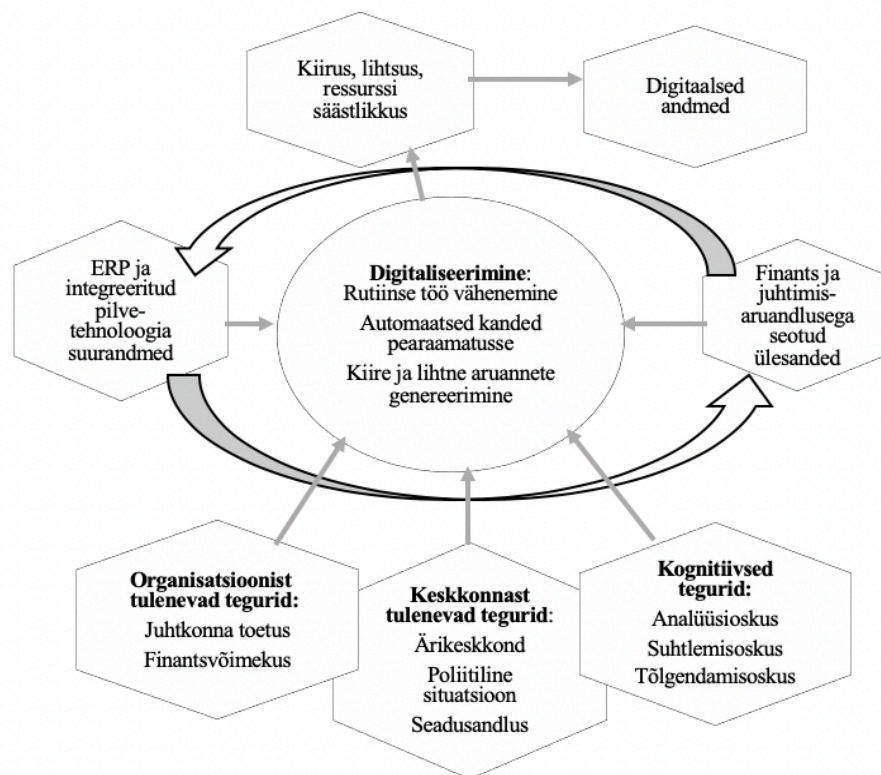 Kiirus, lihtsus,
ressurssi
säästlikkus
Digitaalsed
andmed
ERP ja
integreeritud
pilve-
tehnoloogia
suurandmed
Digitaliseerimine:
Rutiinse töö vähenemine
Automaatsed kanded
pearaamatusse
Kiire ja lihtne aruannete
genereerimine
Finants ja
juhtimis-
aruandlusega
seotud
ülesanded
Organisatsioonist
tulenevad tegurid:
Juhtkonna toetus
Finantsvõimekus
Keskkonnast
tulenevad tegurid:
Ärikeskkond
Poliitiline
situatsioon
Seadusandlus
Kognitiivsed
tegurid:
Analüüsioskus
Suhtlemisoskus
Tõlgendamisoskus